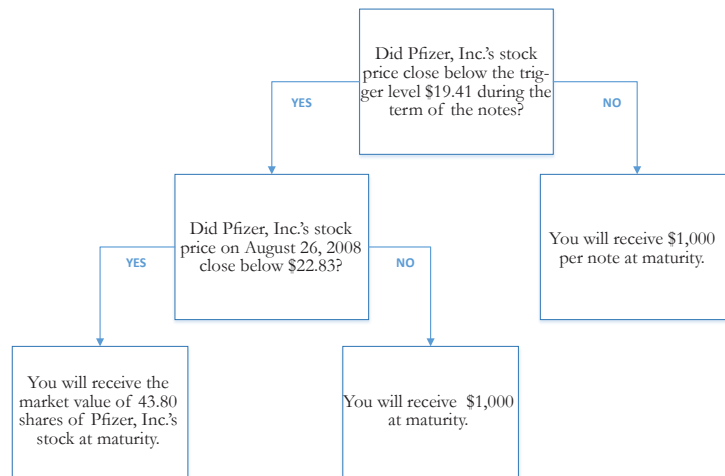 Did Pfizer, Inc.'s stock
price close below the trig-
ger level $19.41 during the
term of the notes?
YES
NO
Did Pfizer, Inc.'s stock
price on August 26, 2008
close below $22.83?
You will receive $1,000
per note at maturity.
YES
NO
You will receive the
market value of 43.80
shares of Pfizer, Inc.'s
stock at maturity.
You will receive $1,000
at maturity.